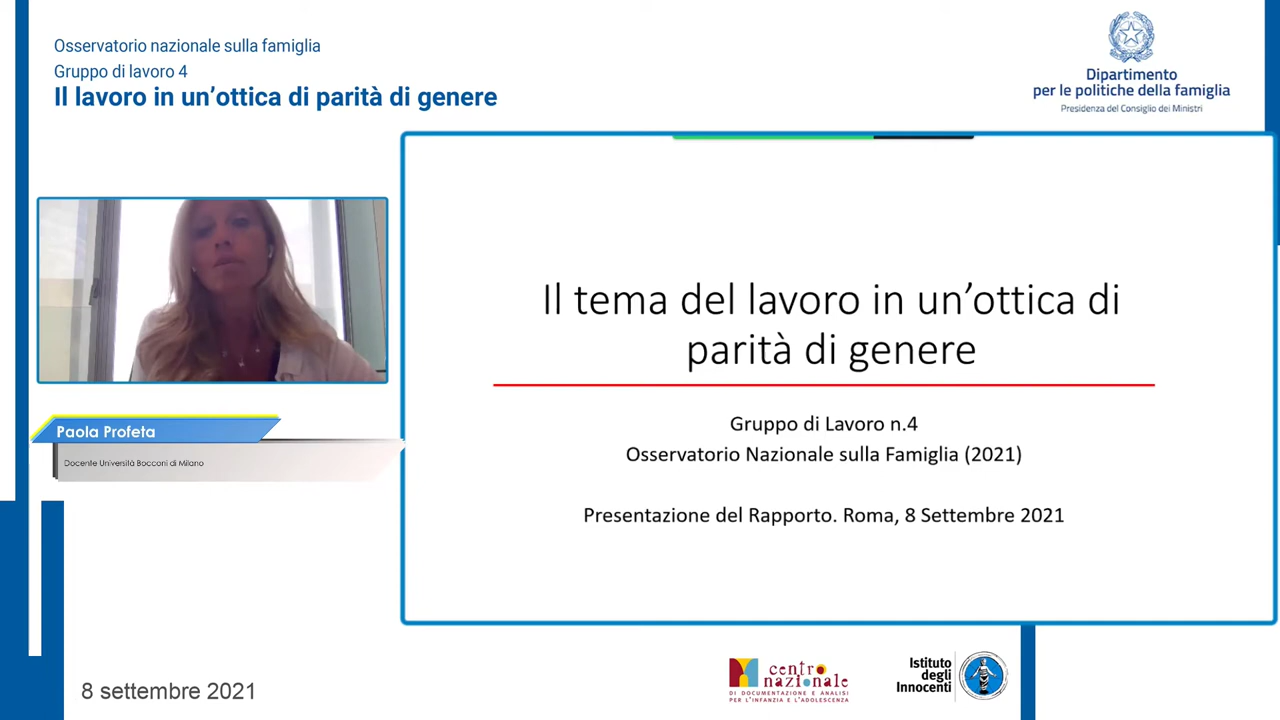 Osservatorio nazionale sulla famiglia
Gruppo di lavoro 4
Il lavoro in un’ottica di parità di genere
Dipartimento
per le politiche della famiglia
Presidenza del Consiglio dei Ministri
Il tema del lavoro in un’ottica di
parità di genere
Gruppo di Lavoro n.4
Osservatorio Nazionale sulla Famiglia (2021)
Presentazione del Rapporto. Roma, 8 Settembre 2021
Paola Profeta
Docente Università Bocconi di Milano
8 settembre 2021
centro
nazionale
DI DOCUMENTAZIONE E ANALISI
PER L'INFANZIA E L'ADOLESCENZA
Istituto
degli
Innocenti